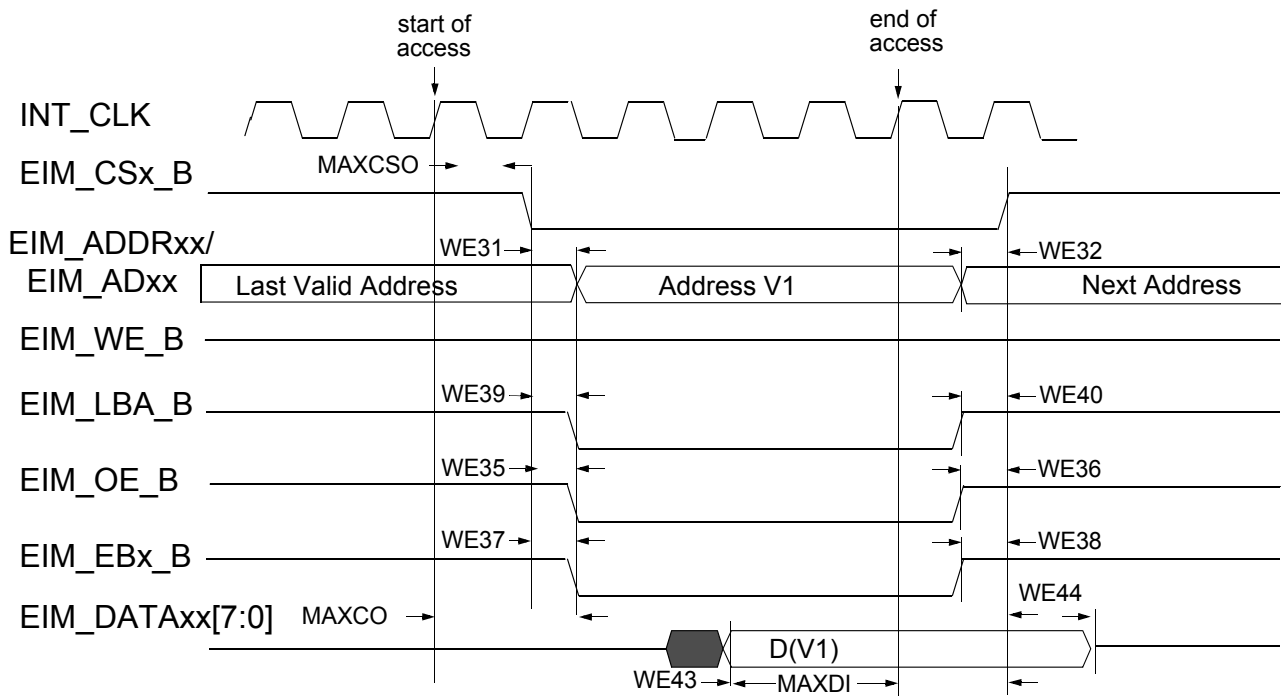 start of
access
end of
access
INT_CLK
EIM_CSx_B
MAXCSO
EIM_ADDRxx/
EIM_ADxx
WE31
WE32
Last Valid Address
Address V1
Next Address
EIM_WE_B
EIM_LBA_B
WE39
WE40
EIM_OE_B
WE35
WE36
EIM_EBx_B
WE37
WE38
EIM_DATAxx[7:0]
MAXCO
WE44
D(V1)
WE43
MAXDI